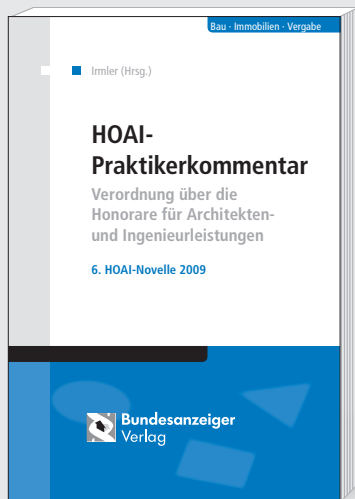 Bau · Immobilien · Vergabe
Irmler (Hrsg.)
HOAI-
Praktikerkommentar
Verordnung über die
Honorare für Architekten-
und Ingenieurleistungen
6. HOAI-Novelle 2009
Bundesanzeiger
Verlag